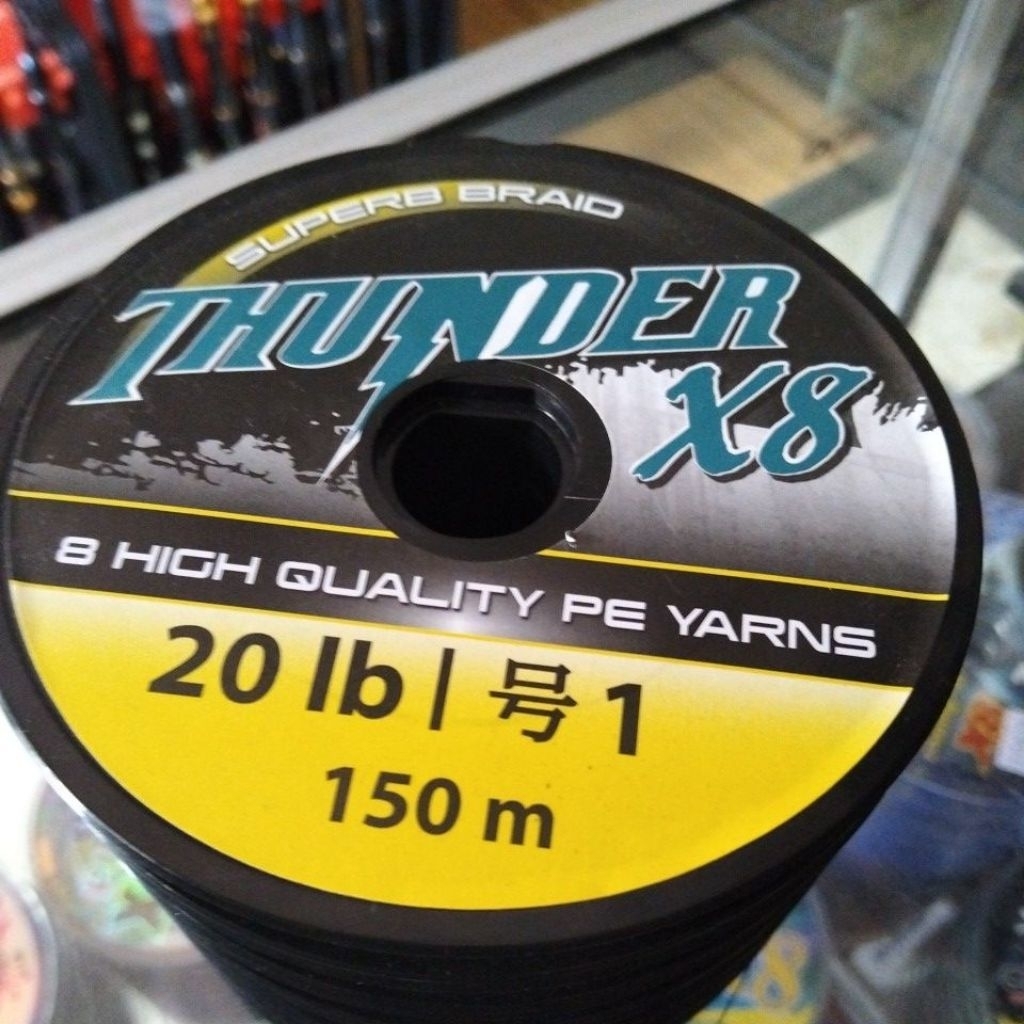 SUPERB BRAID
THUNDER
X8
8 HIGH QUALITY PE YARNS
20 lb | 号 1
150 m